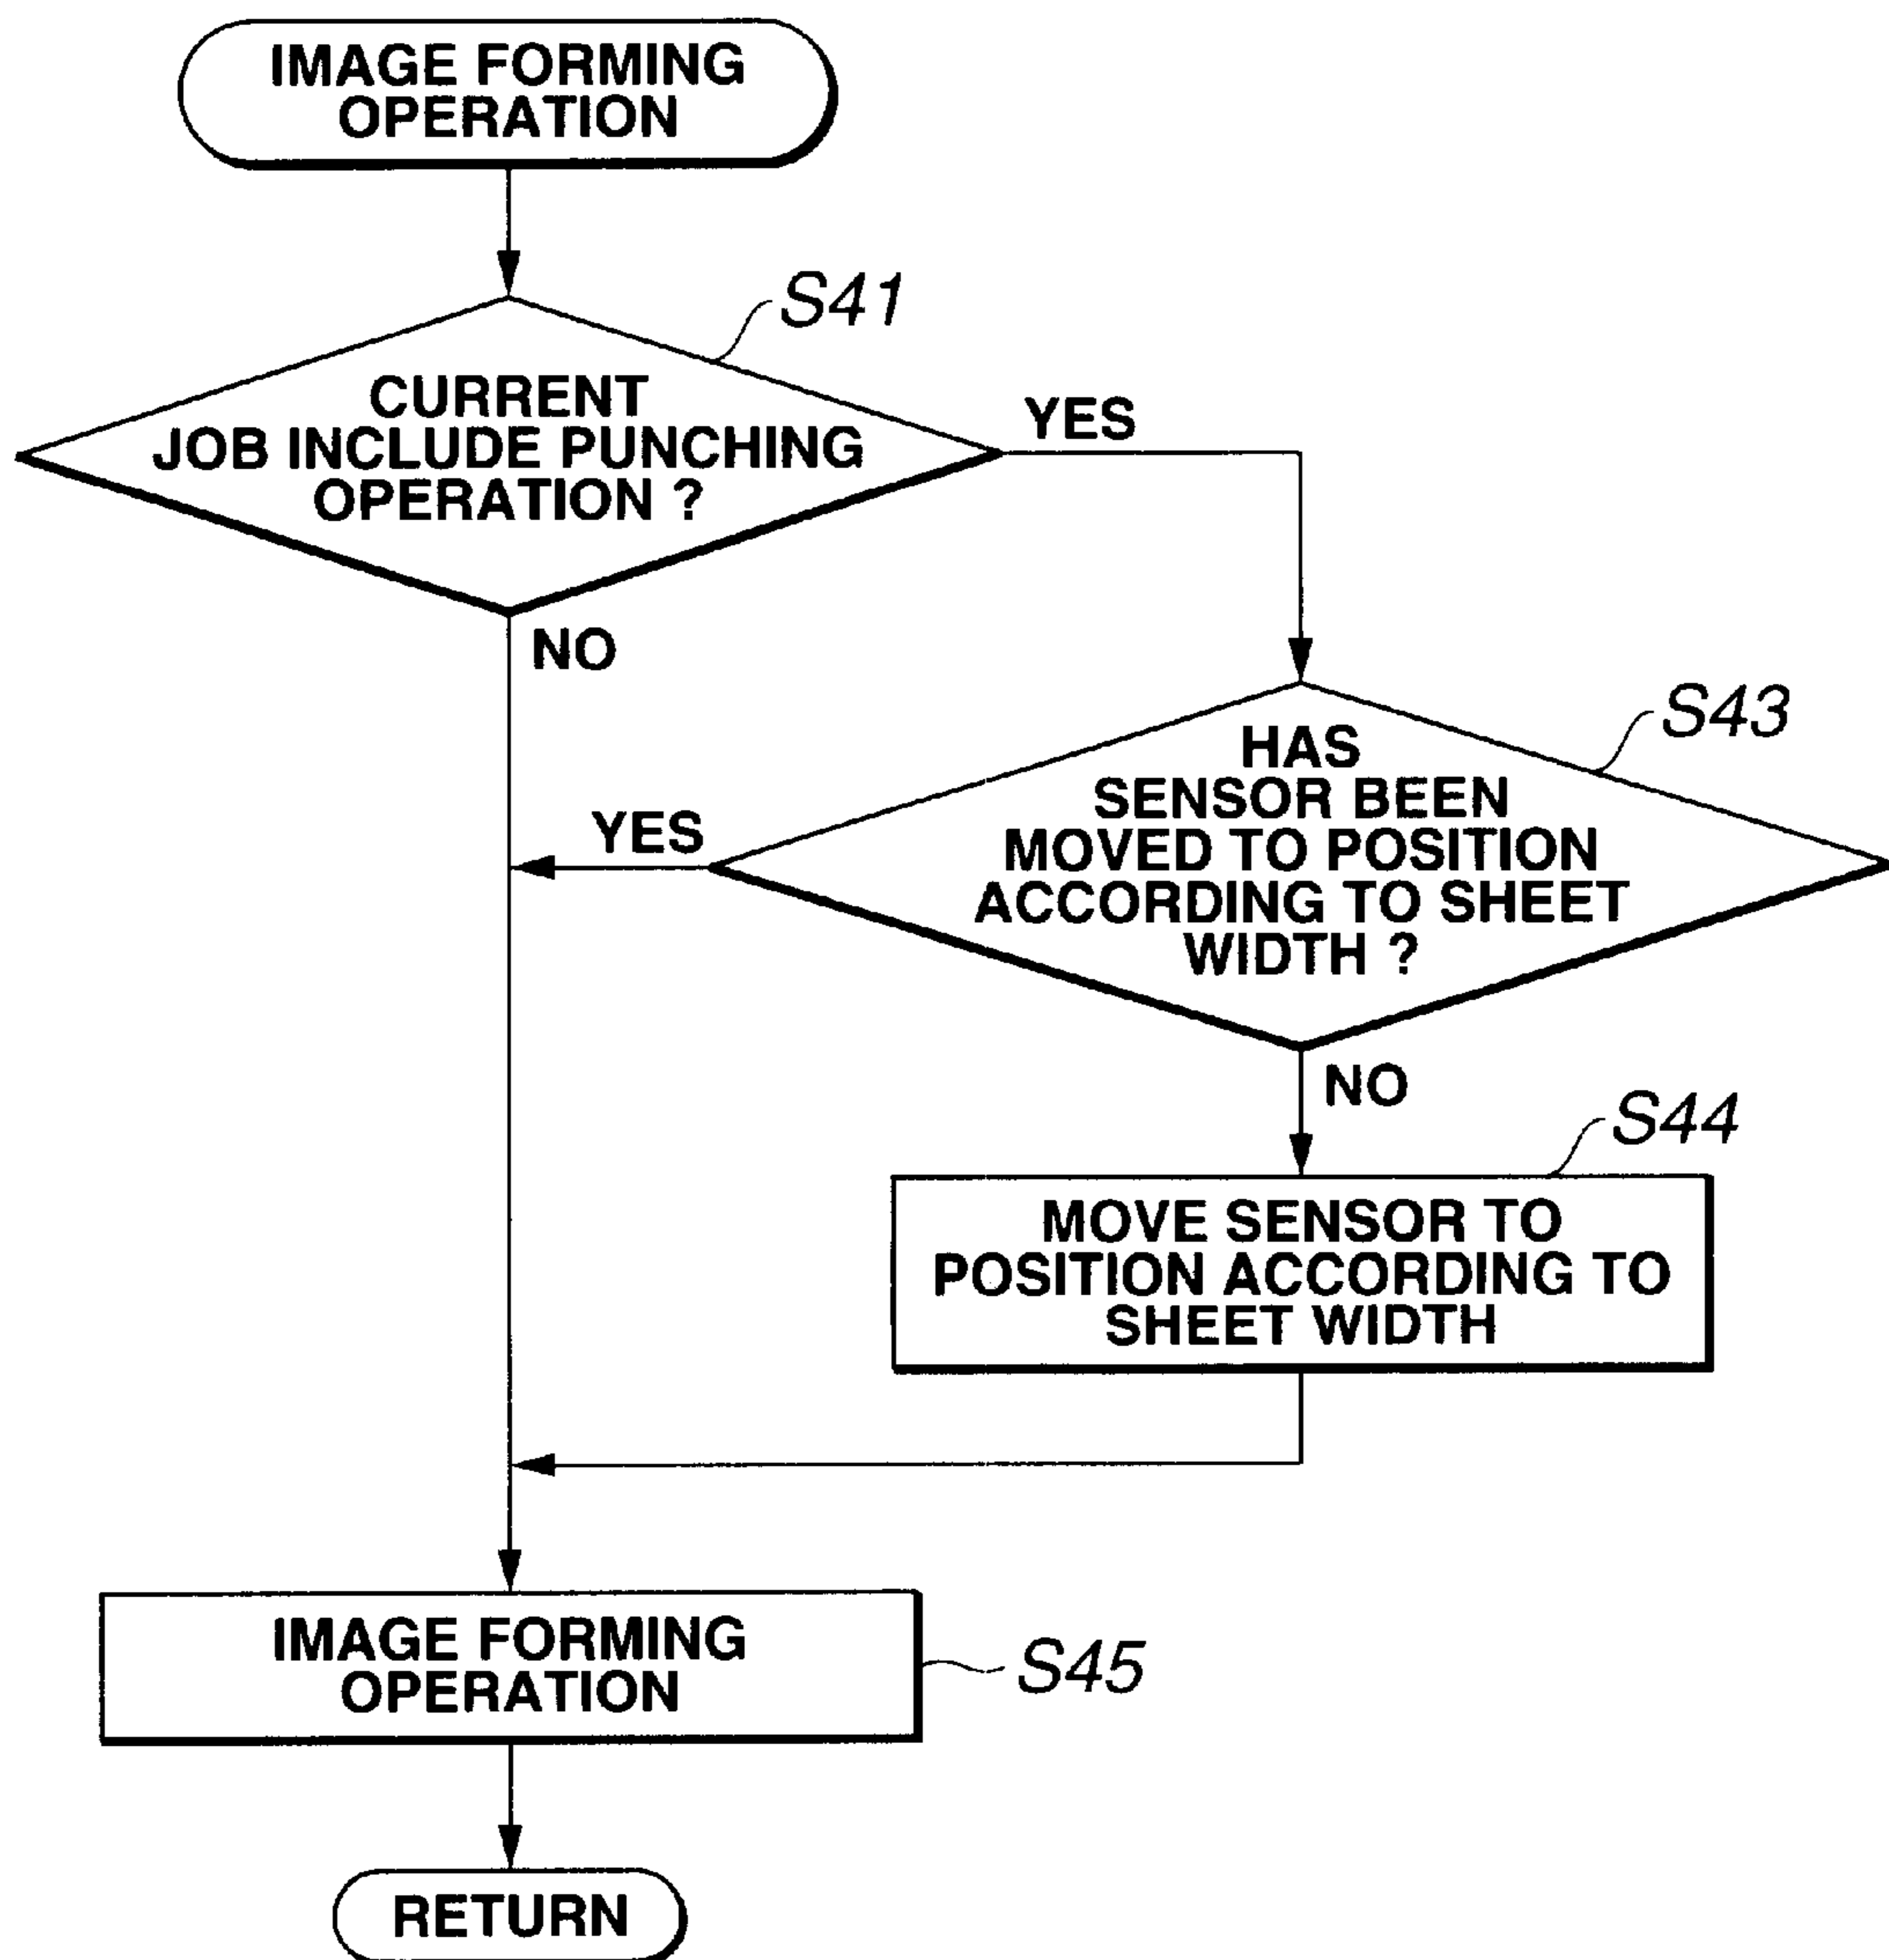 IMAGE FORMING
OPERATION
S41
CURRENT
JOB INCLUDE PUNCHING
OPERATION ?
YES
NO
S43
HAS
SENSOR BEEN
MOVED TO POSITION
ACCORDING TO SHEET
WIDTH ?
YES
NO
S44
MOVE SENSOR TO
POSITION ACCORDING TO
SHEET WIDTH
IMAGE FORMING
OPERATION
S45
RETURN